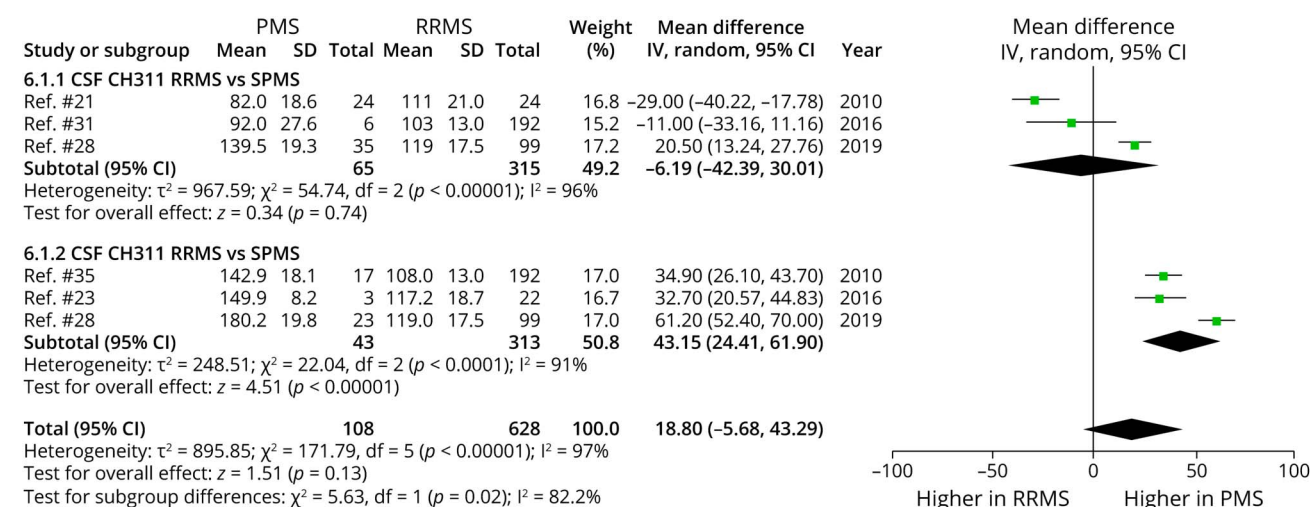 PMS RRMS Weight Mean difference Mean difference
Study or subgroup Mean SD Total Mean SD Total (%) IV, random, 95% CI Year IV, random, 95% CI
6.1.1 CSF CH311 RRMS vs SPMS
Ref. #21 82.0 18.6 24 111 21.0 24 16.8 –29.00 (–40.22, –17.78) 2010
Ref. #31 92.0 27.6 6 103 13.0 192 15.2 –11.00 (–33.16, 11.16) 2016
Ref. #28 139.5 19.3 35 119 17.5 99 17.2 20.50 (13.24, 27.76) 2019
Subtotal (95% CI) 65 315 49.2 –6.19 (–42.39, 30.01)
Heterogeneity: τ² = 967.59; χ² = 54.74, df = 2 (p < 0.00001); I² = 96%
Test for overall effect: z = 0.34 (p = 0.74)
6.1.2 CSF CH311 RRMS vs SPMS
Ref. #35 142.9 18.1 17 108.0 13.0 192 17.0 34.90 (26.10, 43.70) 2010
Ref. #23 149.9 8.2 3 117.2 18.7 22 16.7 32.70 (20.57, 44.83) 2016
Ref. #28 180.2 19.8 23 119.0 17.5 99 17.0 61.20 (52.40, 70.00) 2019
Subtotal (95% CI) 43 313 50.8 43.15 (24.41, 61.90)
Heterogeneity: τ² = 248.51; χ² = 22.04, df = 2 (p < 0.0001); I² = 91%
Test for overall effect: z = 4.51 (p < 0.00001)
Total (95% CI) 108 628 100.0 18.80 (–5.68, 43.29)
Heterogeneity: τ² = 895.85; χ² = 171.79, df = 5 (p < 0.00001); I² = 97%
Test for overall effect: z = 1.51 (p = 0.13)
Test for subgroup differences: χ² = 5.63, df = 1 (p = 0.02); I² = 82.2%
–100 –50 0 50 100
Higher in RRMS Higher in PMS